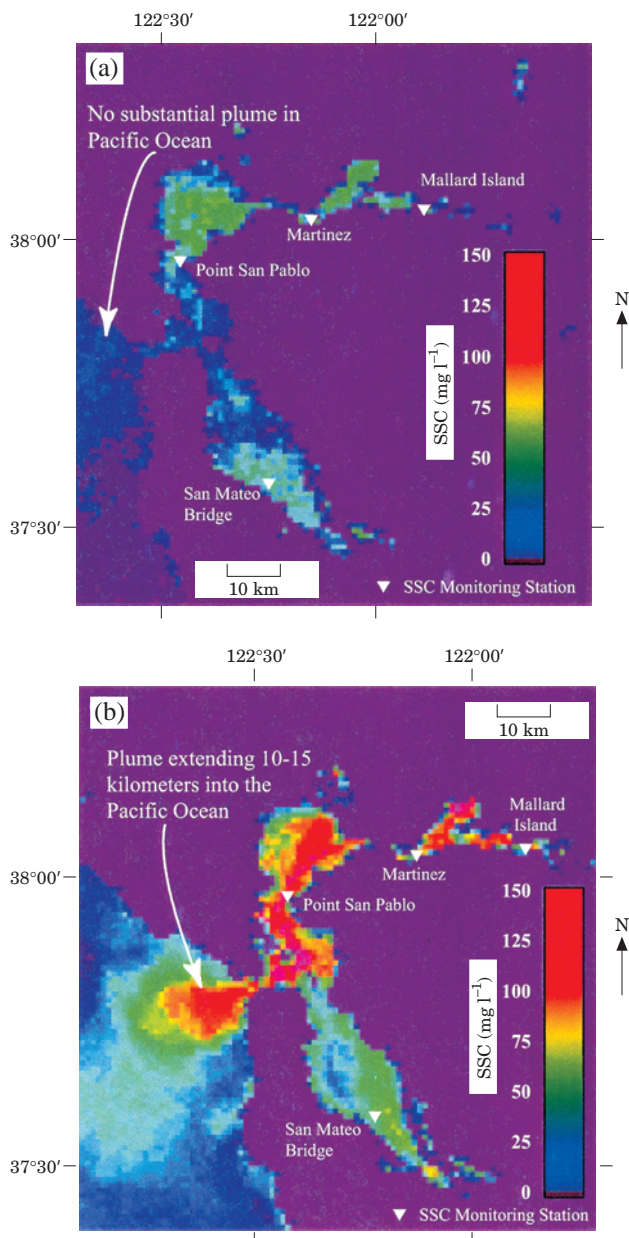 122°30′ 122°00′
(a)
No substantial plume in
Pacific Ocean
Mallard Island
Martinez
38°00′
Point San Pablo
150
125
100
75
50
25
0
SSC (mg l⁻¹)
N
San Mateo
Bridge
37°30′
10 km
SSC Monitoring Station
122°30′ 122°00′
(b)
10 km
Plume extending 10-15
kilometers into the
Pacific Ocean
Mallard
Island
Martinez
38°00′
Point San Pablo
150
125
100
75
50
25
0
SSC (mg l⁻¹)
N
San Mateo
Bridge
37°30′
SSC Monitoring Station